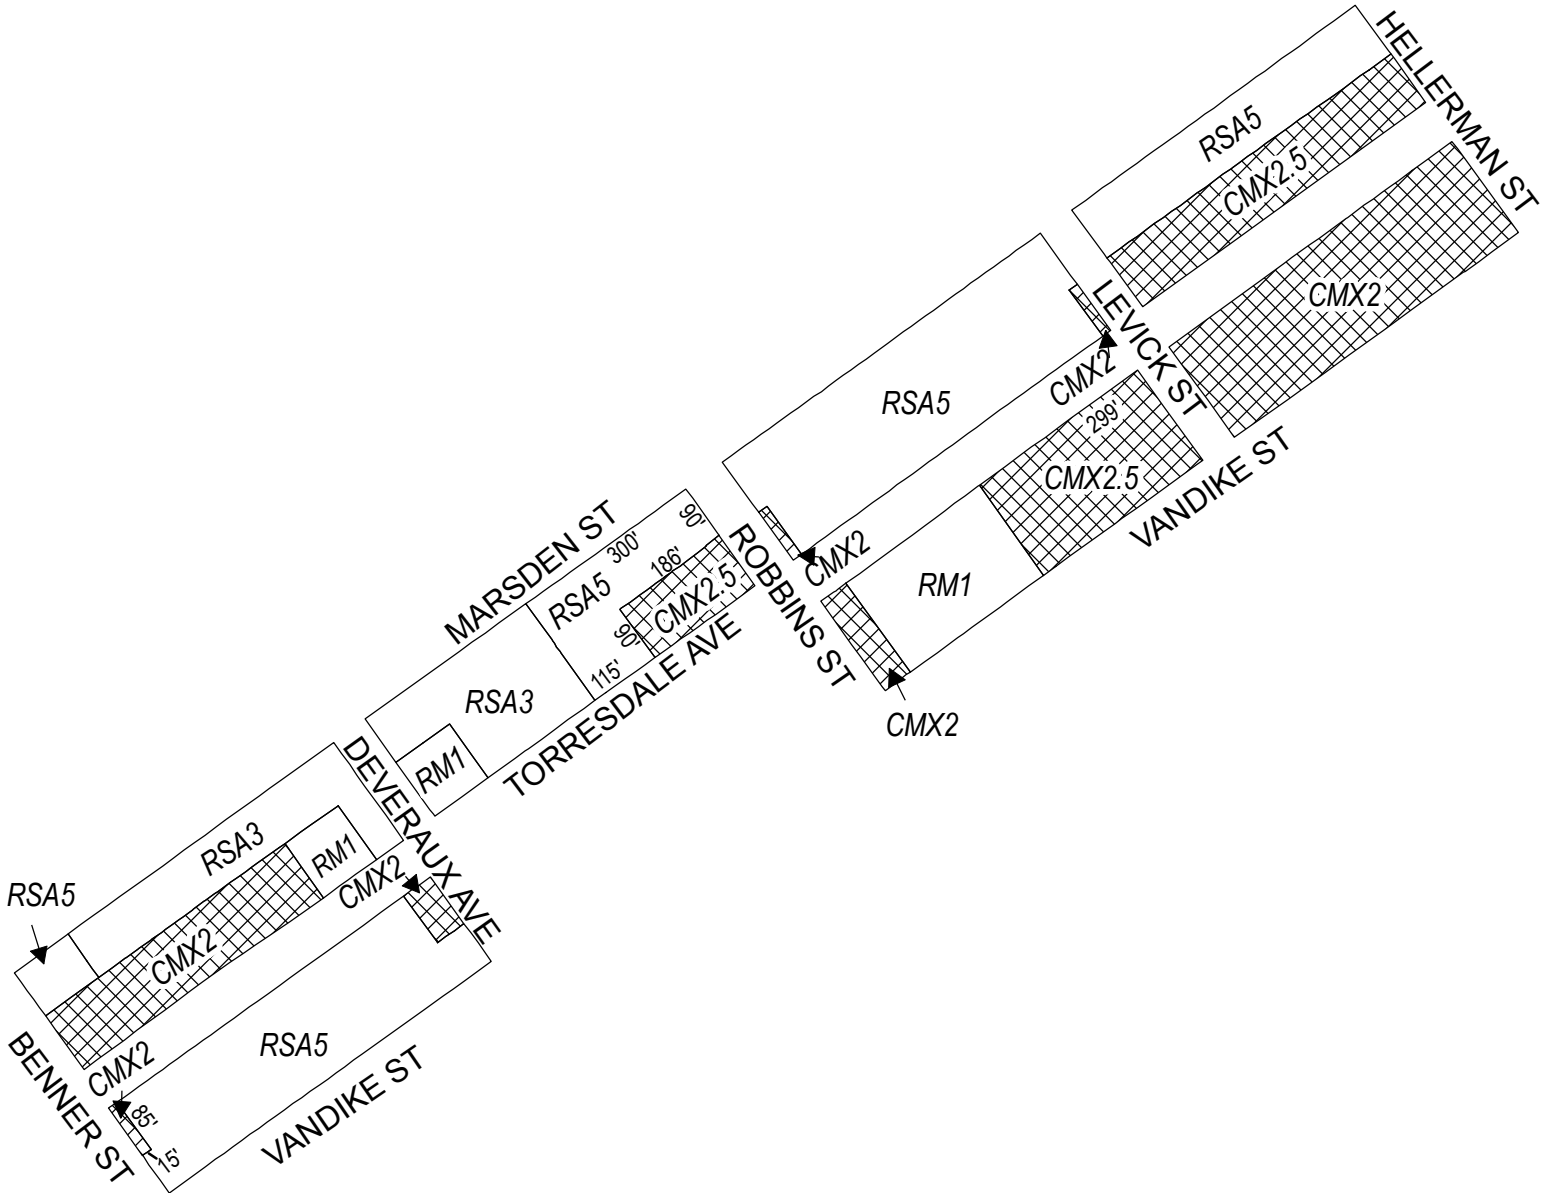 HELLERMAN ST
RSA5
CMX2.5
CMX2
LEVICK ST
RSA5
CMX2
299'
CMX2.5
VANDIKE ST
MARSDEN ST
90'
300'
186'
RSA5
CMX2.5
90'
115'
ROBBINS ST
CMX2
RM1
CMX2
RSA3
RM1
TORRESDALE AVE
DEVERAUX AVE
RSA3
RM1
CMX2
RSA5
CMX2
RSA5
CMX2
85'
15'
BENNER ST
VANDIKE ST